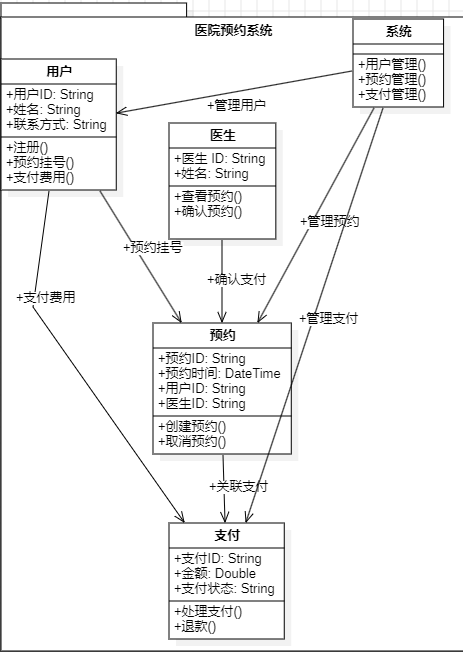 医院预约系统
系统
+用户管理()
+预约管理()
+支付管理()
用户
+用户ID: String
+姓名: String
+联系方式: String
+注册()
+预约挂号()
+支付费用()
+管理用户
医生
+医生 ID: String
+姓名: String
+查看预约()
+确认预约()
+管理预约
+预约挂号
+确认支付
+支付费用
+管理支付
预约
+预约ID: String
+预约时间: DateTime
+用户ID: String
+医生ID: String
+创建预约()
+取消预约()
+关联支付
支付
+支付ID: String
+金额: Double
+支付状态: String
+处理支付()
+退款()